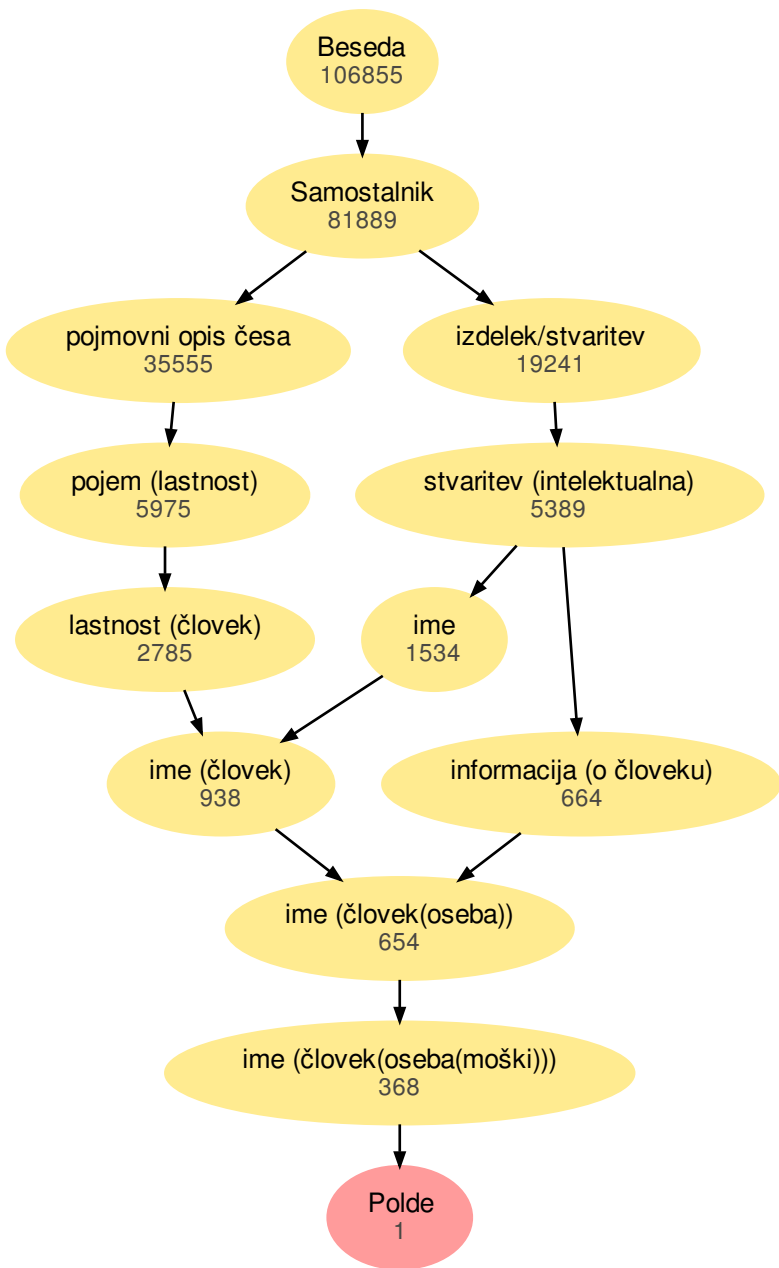 Beseda
106855
Samostalnik
81889
pojmovni opis česa
35555
izdelek/stvaritev
19241
pojem (lastnost)
5975
stvaritev (intelektualna)
5389
lastnost (človek)
2785
ime
1534
ime (človek)
938
informacija (o človeku)
664
ime (človek(oseba))
654
ime (človek(oseba(moški)))
368
Polde
1